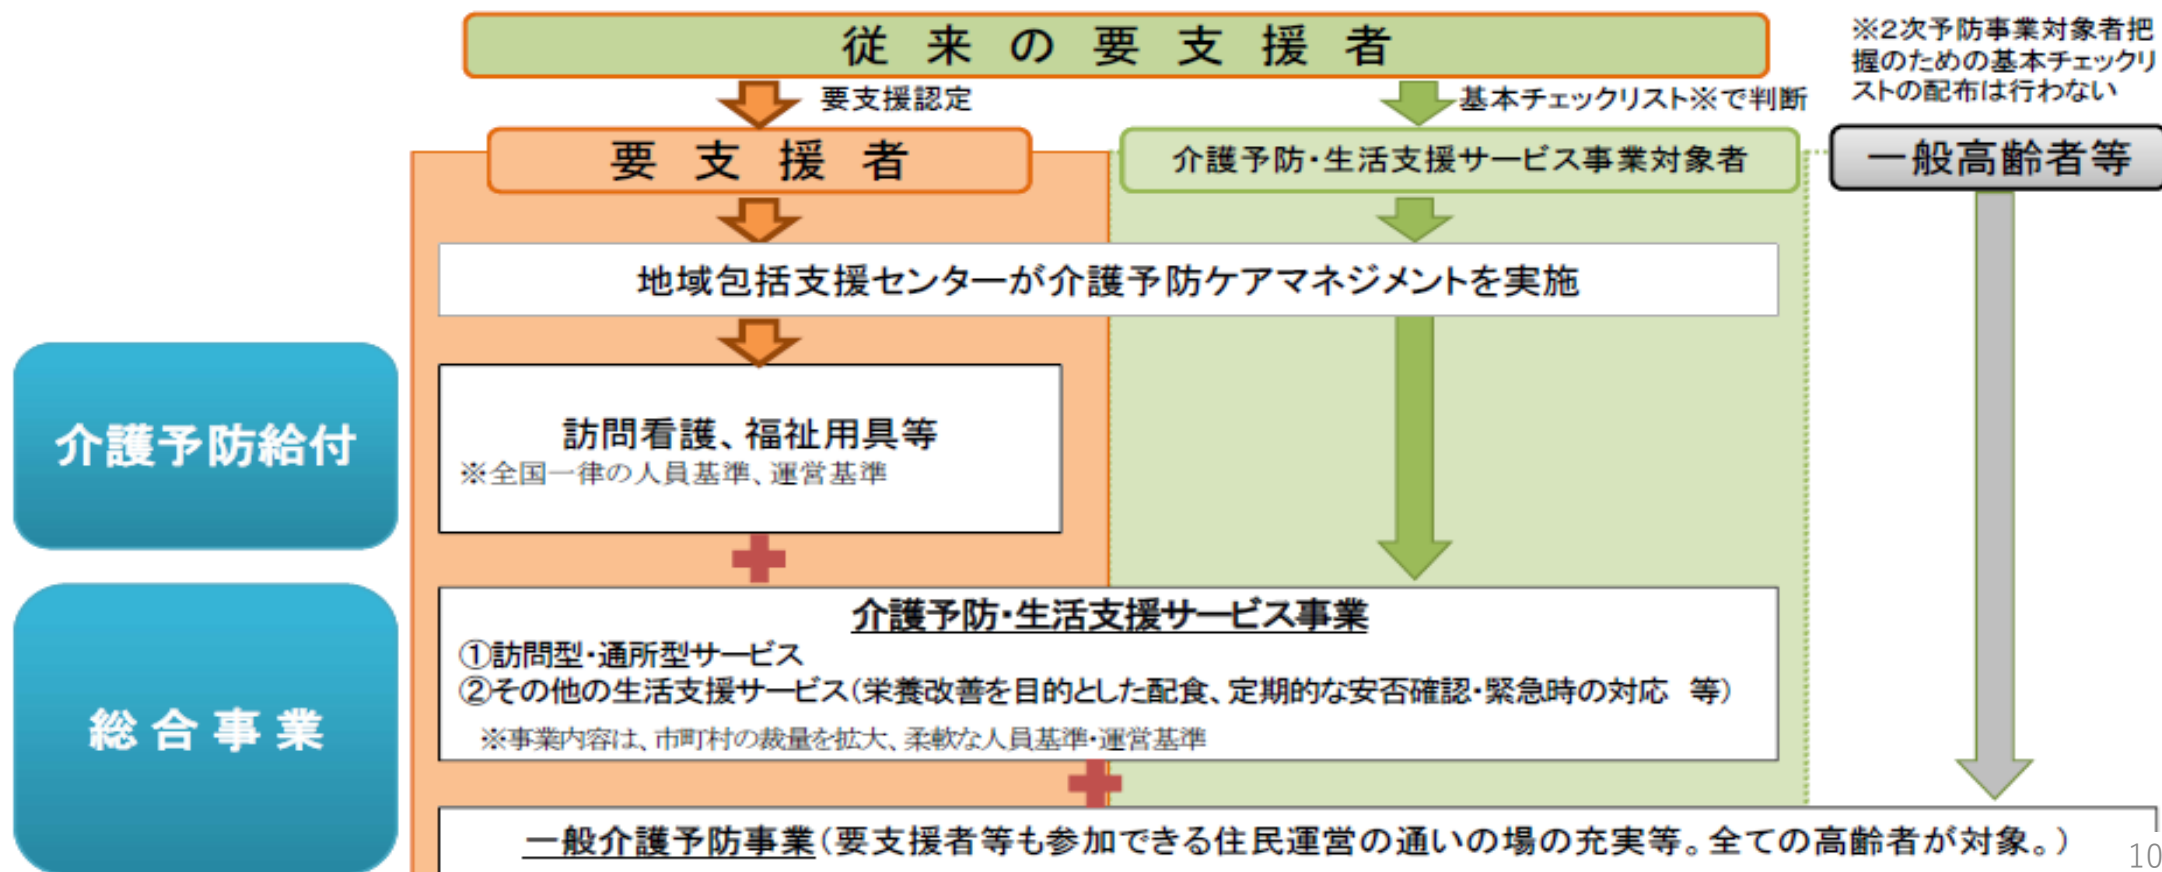 従来の要支援者
※2次予防事業対象者把
握のための基本チェックリ
ストの配布は行わない
要支援認定
基本チェックリスト※で判断
要支援者
介護予防・生活支援サービス事業対象者
一般高齢者等
地域包括支援センターが介護予防ケアマネジメントを実施
介護予防給付
訪問看護、福祉用具等
※全国一律の人員基準、運営基準
総合事業
介護予防・生活支援サービス事業
①訪問型・通所型サービス
②その他の生活支援サービス(栄養改善を目的とした配食、定期的な安否確認・緊急時の対応 等)
※事業内容は、市町村の裁量を拡大、柔軟な人員基準・運営基準
一般介護予防事業(要支援者等も参加できる住民運営の通いの場の充実等。全ての高齢者が対象。)
10